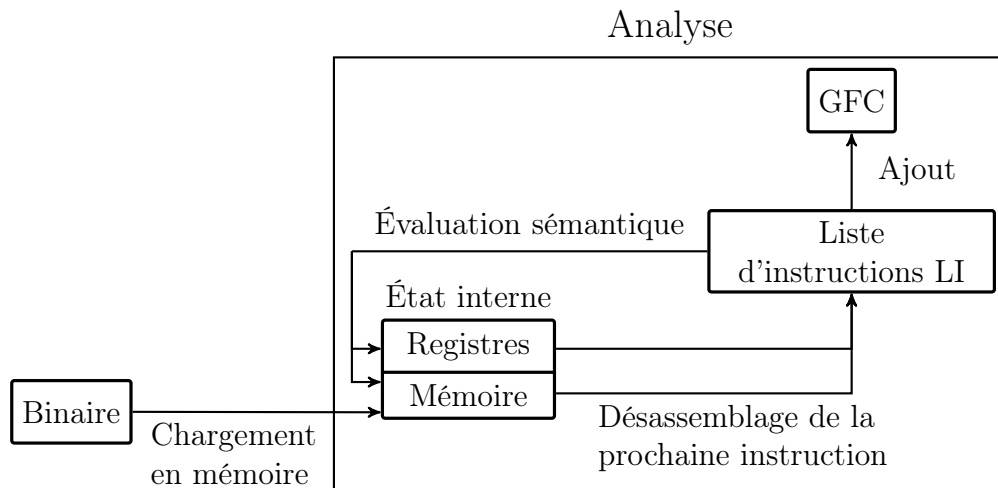 Analyse
GFC
Ajout
Évaluation sémantique
Liste
d'instructions LI
État interne
Registres
Mémoire
Binaire
Chargement
en mémoire
Désassemblage de la
prochaine instruction